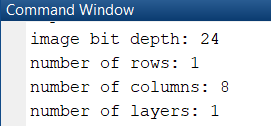 Command Window
image bit depth: 24
number of rows: 1
number of columns: 8
number of layers: 1